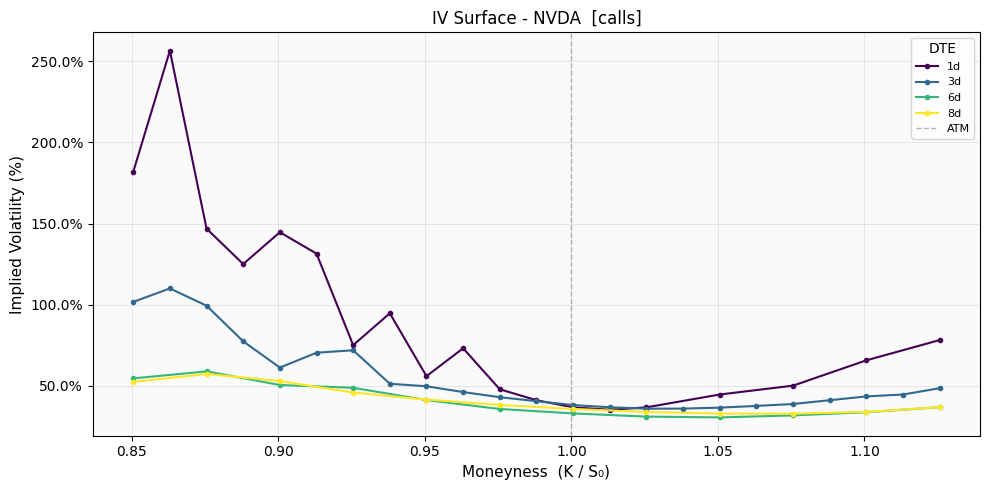 IV Surface - NVDA  [calls]
Implied Volatility (%)
250.0%
200.0%
150.0%
100.0%
50.0%
DTE
1d
3d
6d
8d
ATM
0.85 0.90 0.95 1.00 1.05 1.10
Moneyness  (K / S₀)